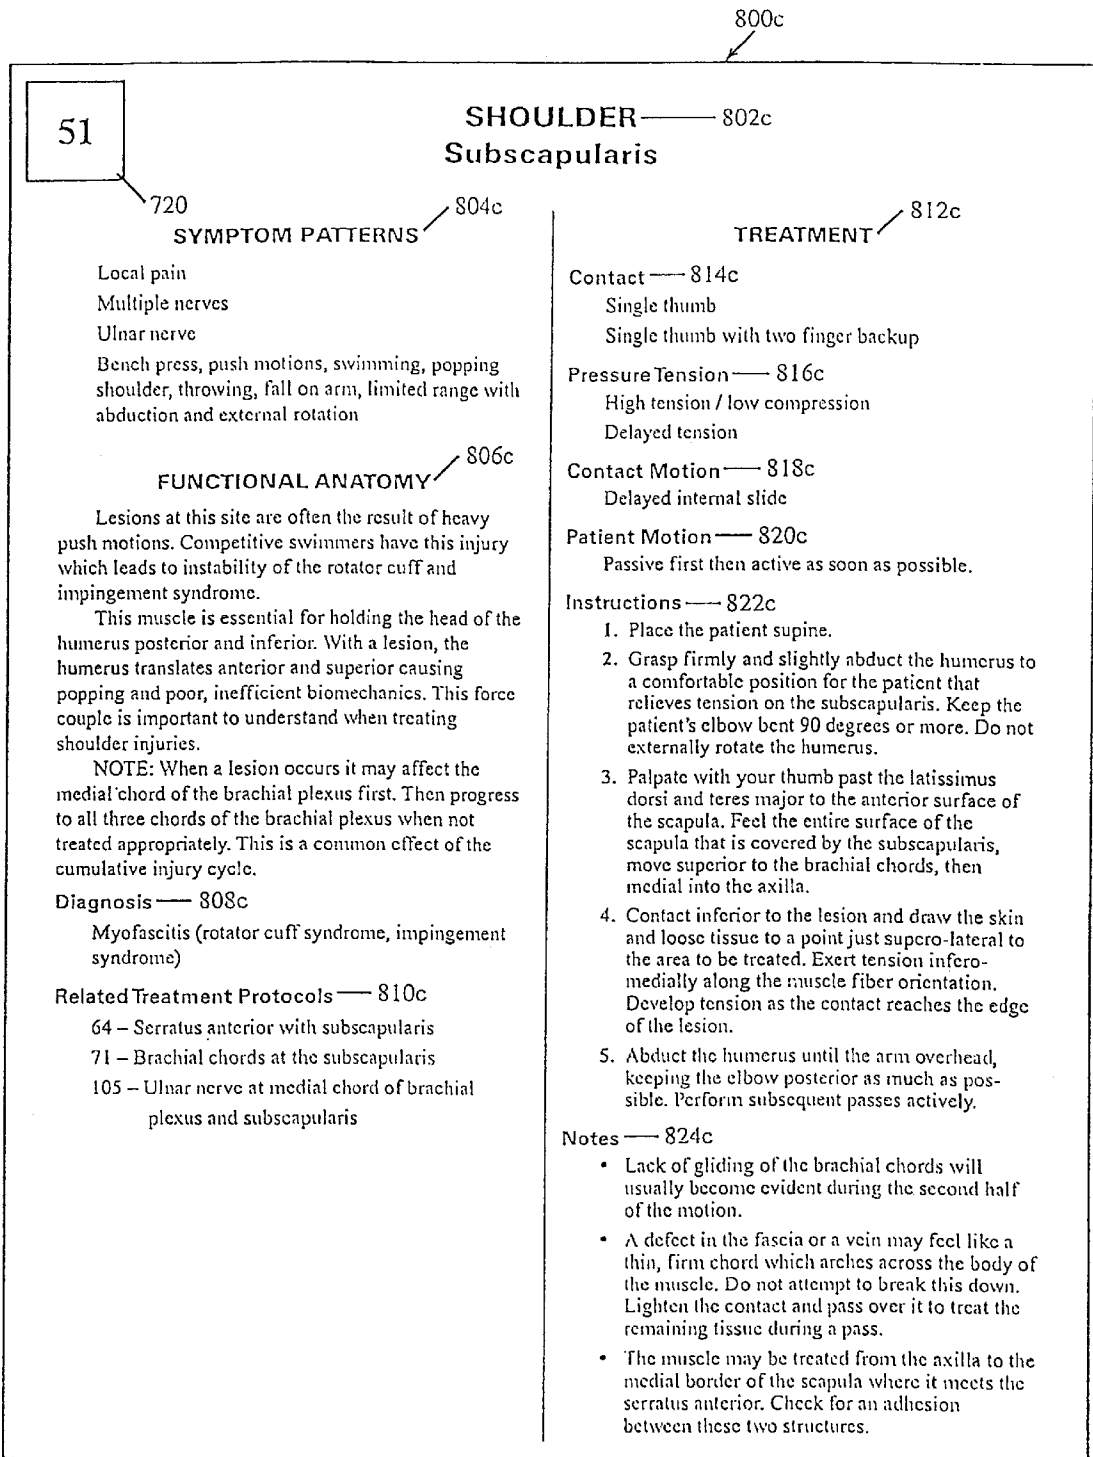 800c
51
SHOULDER 802c
Subscapularis
720
804c
SYMPTOM PATTERNS
Local pain
Multiple nerves
Ulnar nerve
Bench press, push motions, swimming, popping
shoulder, throwing, fall on arm, limited range with
abduction and external rotation
806c
FUNCTIONAL ANATOMY
Lesions at this site are often the result of heavy
push motions. Competitive swimmers have this injury
which leads to instability of the rotator cuff and
impingement syndrome.
This muscle is essential for holding the head of the
humerus posterior and inferior. With a lesion, the
humerus translates anterior and superior causing
popping and poor, inefficient biomechanics. This force
couple is important to understand when treating
shoulder injuries.
NOTE: When a lesion occurs it may affect the
medial chord of the brachial plexus first. Then progress
to all three chords of the brachial plexus when not
treated appropriately. This is a common effect of the
cumulative injury cycle.
Diagnosis 808c
Myofascitis (rotator cuff syndrome, impingement
syndrome)
Related Treatment Protocols 810c
64 – Serratus anterior with subscapularis
71 – Brachial chords at the subscapularis
105 – Ulnar nerve at medial chord of brachial
plexus and subscapularis
812c
TREATMENT
Contact 814c
Single thumb
Single thumb with two finger backup
Pressure Tension 816c
High tension / low compression
Delayed tension
Contact Motion 818c
Delayed internal slide
Patient Motion 820c
Passive first then active as soon as possible.
Instructions 822c
1. Place the patient supine.
2. Grasp firmly and slightly abduct the humerus to
a comfortable position for the patient that
relieves tension on the subscapularis. Keep the
patient's elbow bent 90 degrees or more. Do not
externally rotate the humerus.
3. Palpate with your thumb past the latissimus
dorsi and teres major to the anterior surface of
the scapula. Feel the entire surface of the
scapula that is covered by the subscapularis,
move superior to the brachial chords, then
medial into the axilla.
4. Contact inferior to the lesion and draw the skin
and loose tissue to a point just supero-lateral to
the area to be treated. Exert tension infero-
medially along the muscle fiber orientation.
Develop tension as the contact reaches the edge
of the lesion.
5. Abduct the humerus until the arm overhead,
keeping the elbow posterior as much as pos-
sible. Perform subsequent passes actively.
Notes 824c
• Lack of gliding of the brachial chords will
usually become evident during the second half
of the motion.
• A defect in the fascia or a vein may feel like a
thin, firm chord which arches across the body of
the muscle. Do not attempt to break this down.
Lighten the contact and pass over it to treat the
remaining tissue during a pass.
• The muscle may be treated from the axilla to the
medial border of the scapula where it meets the
serratus anterior. Check for an adhesion
between these two structures.